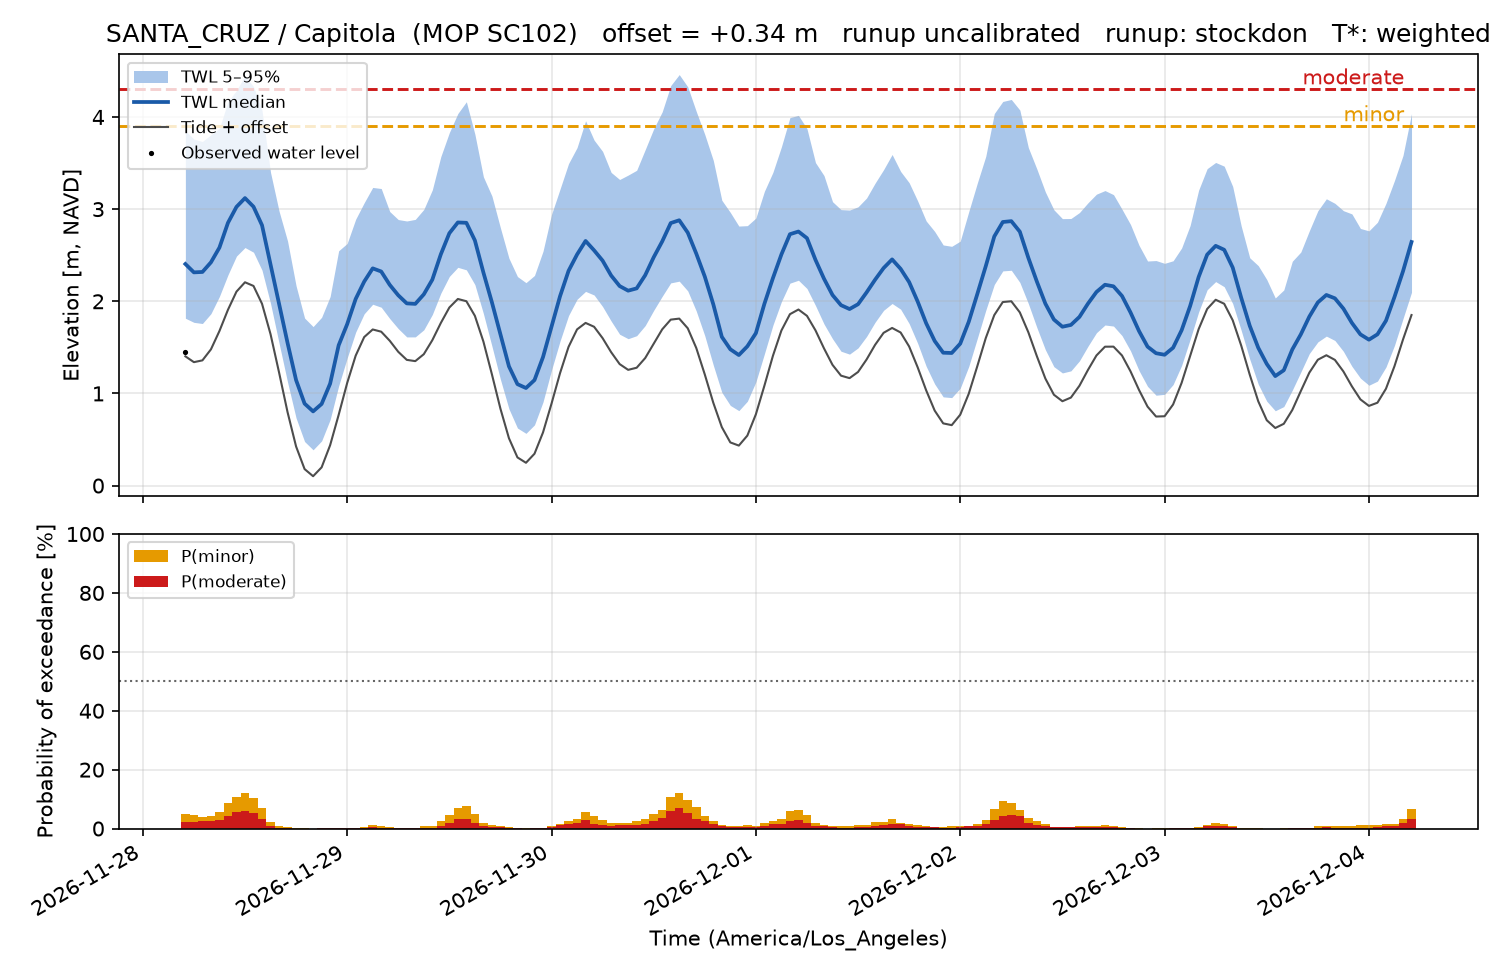 SANTA_CRUZ / Capitola  (MOP SC102)   offset = +0.34 m   runup uncalibrated   runup: stockdon   T*: weighted
TWL 5–95%
TWL median
Tide + offset
Observed water level
moderate
minor
Elevation [m, NAVD]
4
3
2
1
0
P(minor)
P(moderate)
Probability of exceedance [%]
100
80
60
40
20
0
2026-11-28
2026-11-29
2026-11-30
2026-12-01
2026-12-02
2026-12-03
2026-12-04
Time (America/Los_Angeles)